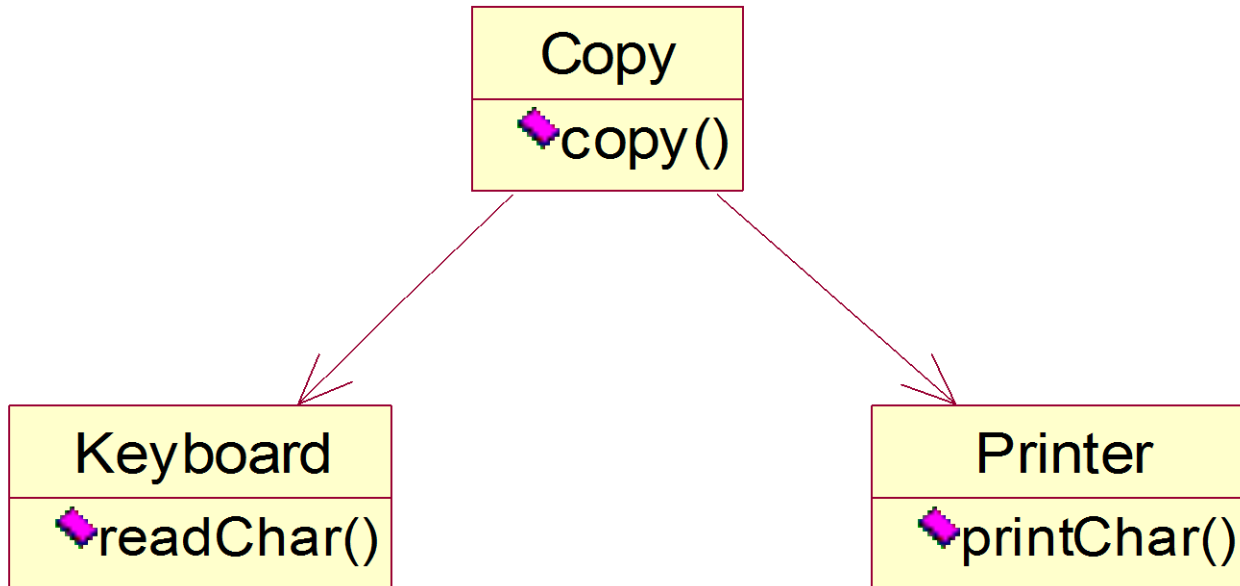 Copy
copy()
Keyboard
readChar()
Printer
printChar()